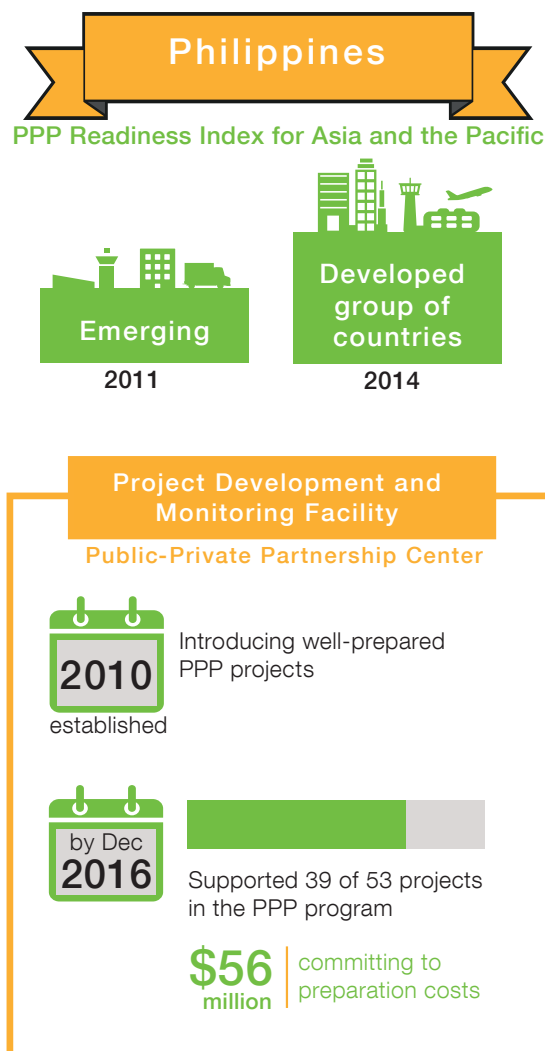 Philippines
PPP Readiness Index for Asia and the Pacific
Emerging
2011
Developed
group of
countries
2014
Project Development and
Monitoring Facility
Public-Private Partnership Center
2010
established
Introducing well-prepared
PPP projects
by Dec
2016
Supported 39 of 53 projects
in the PPP program
$56
million
committing to
preparation costs